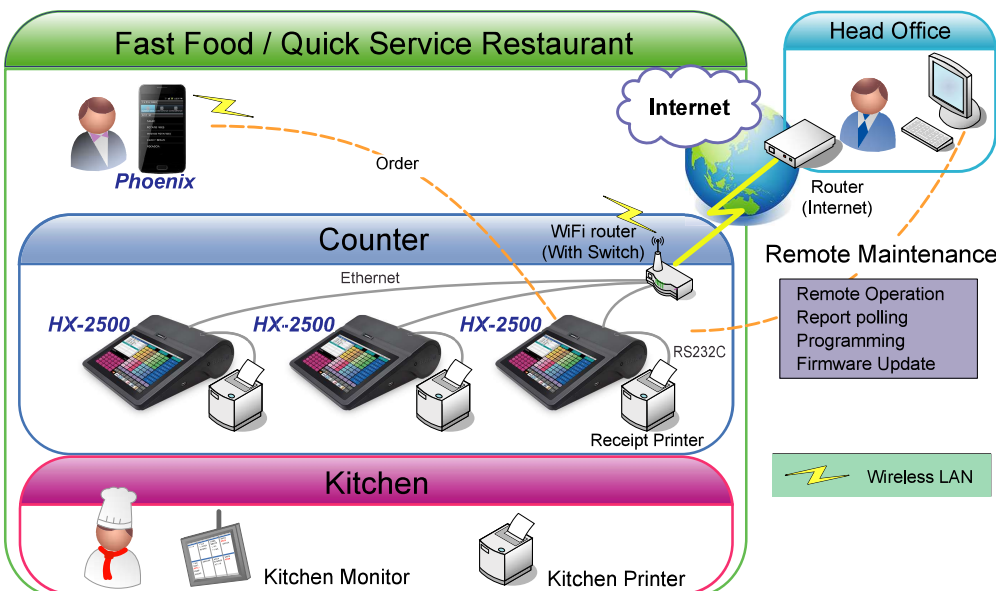 Fast Food / Quick Service Restaurant
Head Office
Internet
Phoenix
Order
Router
(Internet)
Counter
WiFi router
(With Switch)
Ethernet
Remote Maintenance
Remote Operation
Report polling
Programming
Firmware Update
HX-2500
HX-2500
HX-2500
RS232C
Receipt Printer
Wireless LAN
Kitchen
Kitchen Monitor
Kitchen Printer